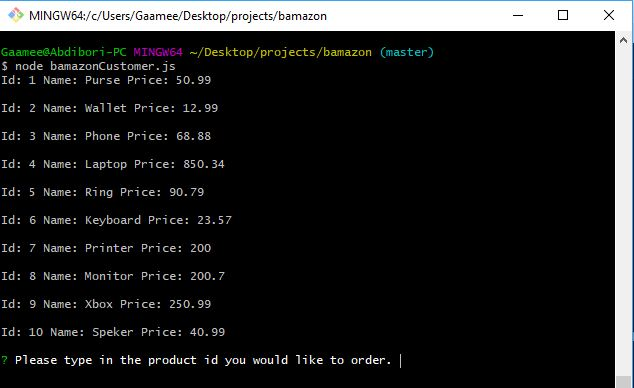 MINGW64:/c/Users/Gaamee/Desktop/projects/bamazon
Gaamee@Abdibori-PC MINGW64 ~/Desktop/projects/bamazon (master)
$ node bamazonCustomer.js
Id: 1 Name: Purse Price: 50.99
Id: 2 Name: Wallet Price: 12.99
Id: 3 Name: Phone Price: 68.88
Id: 4 Name: Laptop Price: 850.34
Id: 5 Name: Ring Price: 90.79
Id: 6 Name: Keyboard Price: 23.57
Id: 7 Name: Printer Price: 200
Id: 8 Name: Monitor Price: 200.7
Id: 9 Name: Xbox Price: 250.99
Id: 10 Name: Speker Price: 40.99
? Please type in the product id you would like to order.